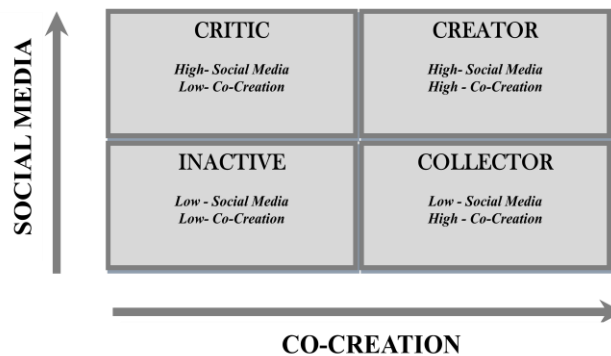 SOCIAL MEDIA
CRITIC
High- Social Media
Low- Co-Creation
CREATOR
High- Social Media
High - Co-Creation
INACTIVE
Low - Social Media
Low- Co-Creation
COLLECTOR
Low - Social Media
High - Co-Creation
CO-CREATION